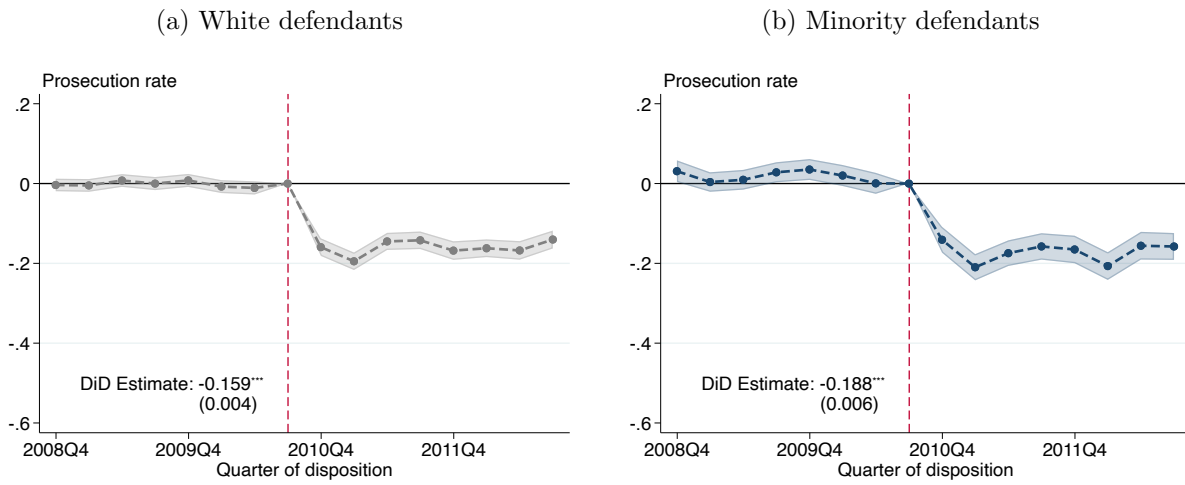 (a) White defendants
Prosecution rate
.2
0
-.2
-.4
-.6
DiD Estimate: -0.159***
(0.004)
2008Q4 2009Q4 2010Q4 2011Q4
Quarter of disposition
(b) Minority defendants
Prosecution rate
.2
0
-.2
-.4
-.6
DiD Estimate: -0.188***
(0.006)
2008Q4 2009Q4 2010Q4 2011Q4
Quarter of disposition